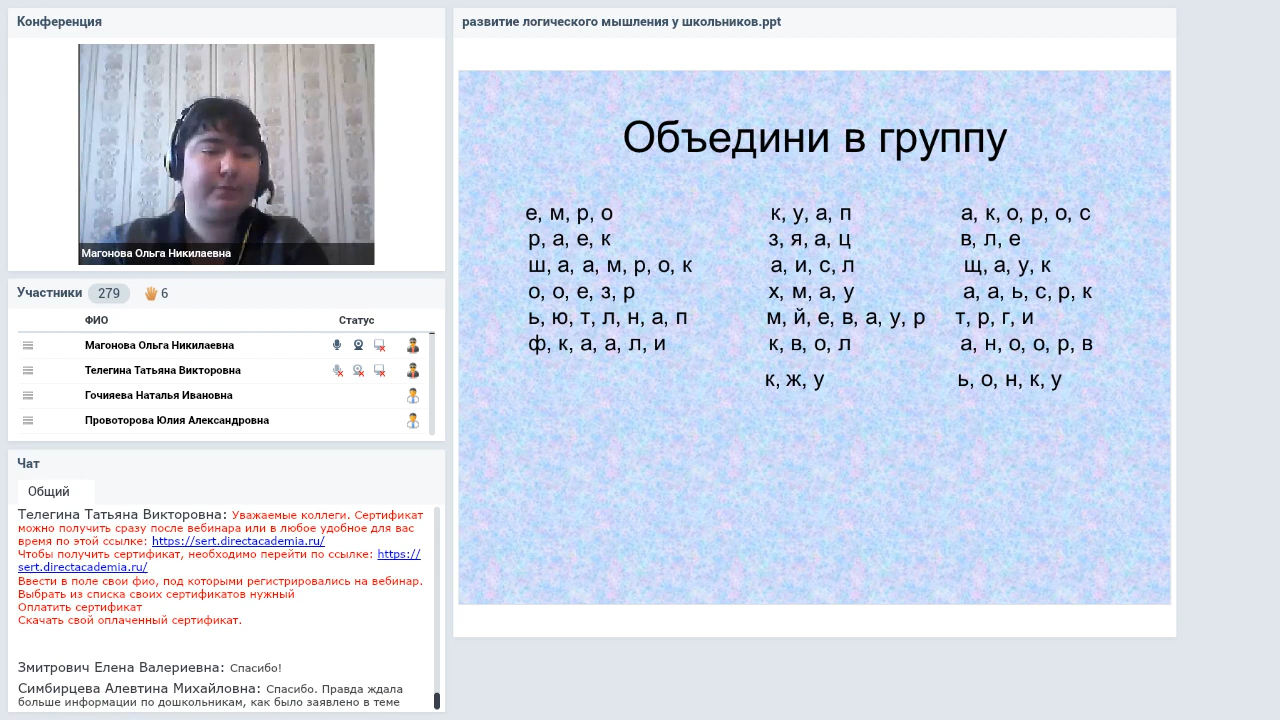 Конференция
Магонова Ольга Никилаевна
Участники 279 6
ФИО Статус
Магонова Ольга Никилаевна
Телегина Татьяна Викторовна
Гочияева Наталья Ивановна
Провоторова Юлия Александровна
Чат
Общий
Телегина Татьяна Викторовна: Уважаемые коллеги. Сертификат
можно получить сразу после вебинара или в любое удобное для вас
время по этой ссылке: https://sert.directacademia.ru/
Чтобы получить сертификат, необходимо перейти по ссылке: https://
sert.directacademia.ru/
Ввести в поле свои фио, под которыми регистрировались на вебинар.
Выбрать из списка своих сертификатов нужный
Оплатить сертификат
Скачать свой оплаченный сертификат.
Змитрович Елена Валериевна: Спасибо!
Симбирцева Алевтина Михайловна: Спасибо. Правда ждала
больше информации по дошкольникам, как было заявлено в теме
развитие логического мышления у школьников.ppt
Объедини в группу
е, м, р, о к, у, а, п а, к, о, р, о, с
р, а, е, к з, я, а, ц в, л, е
ш, а, а, м, р, о, к а, и, с, л щ, а, у, к
о, о, е, з, р х, м, а, у а, а, ь, с, р, к
ь, ю, т, л, н, а, п м, й, е, в, а, у, р т, р, г, и
ф, к, а, а, л, и к, в, о, л а, н, о, о, р, в
к, ж, у ь, о, н, к, у